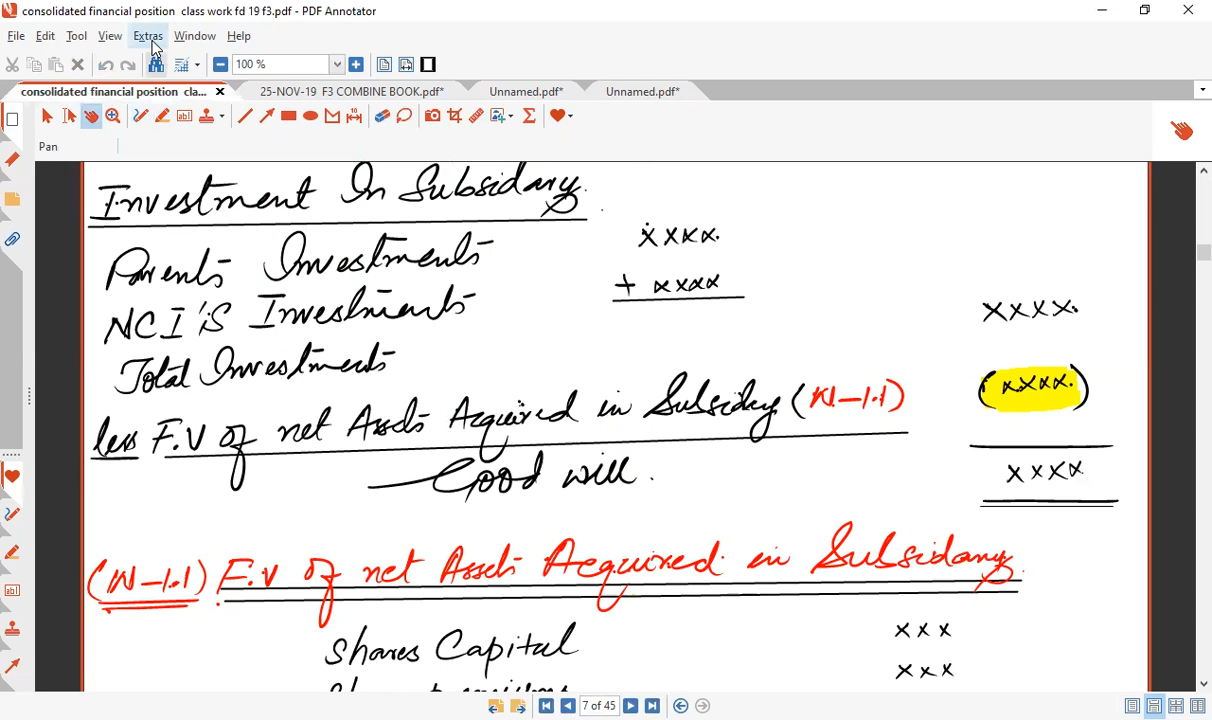 consolidated financial position class work fd 19 f3.pdf - PDF Annotator
File Edit Tool View Extras Window Help
100 %
consolidated financial position cla... 25-NOV-19 F3 COMBINE BOOK.pdf* Unnamed.pdf* Unnamed.pdf*
Pan
Investment In Subsidary.
Parents Investments xxxx.
NCI'S Investments + xxxx
Total Investments xxxx.
less F.V of net Assets Acquired in Subsidey (W-1.1) (xxxx.)
Good will. xxxx
(W-1.1) F.V of net Assets Acquired in Subsidary.
Shares Capital xxx
xxx
7 of 45